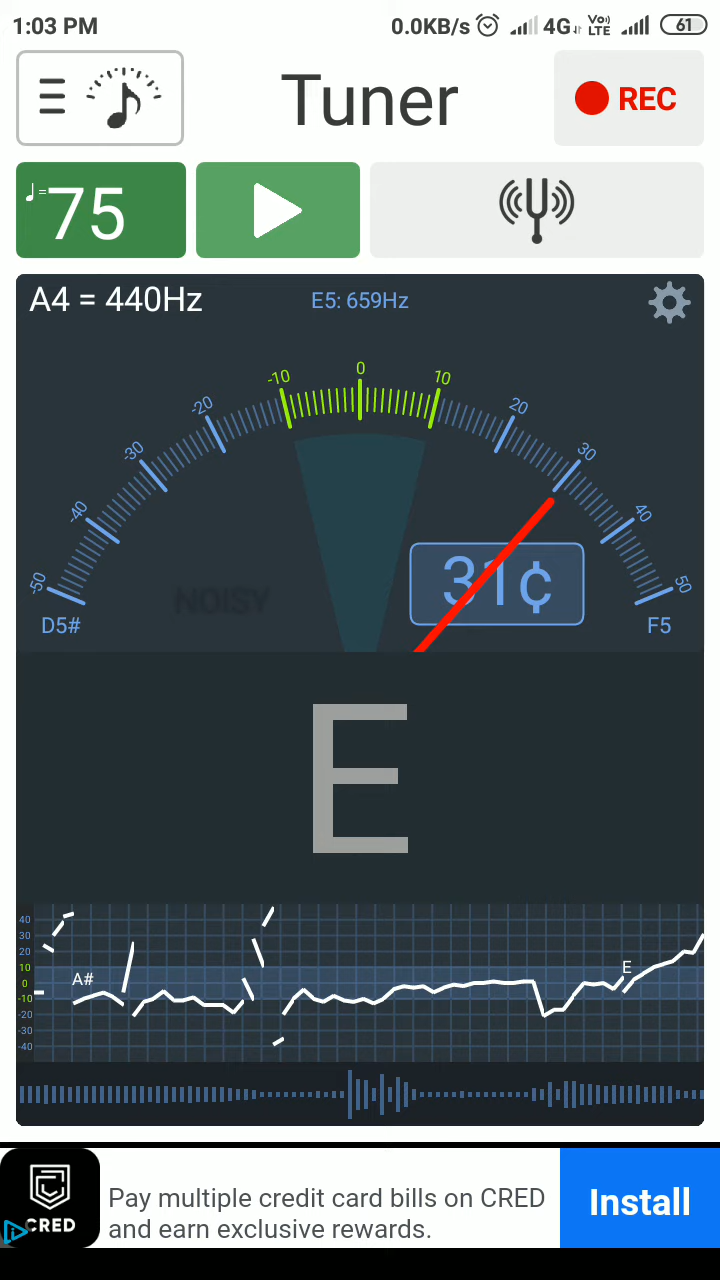 1:03 PM
0.0KB/s 4G Vo) LTE 61
Tuner
REC
♩=75
A4 = 440Hz
E5: 659Hz
-50 -40 -30 -20 -10 0 10 20 30 40 50
31¢
NOISY
D5#
F5
E
40
30
20
10
0
-10
-20
-30
-40
A#
E
CRED
Pay multiple credit card bills on CRED
and earn exclusive rewards.
Install